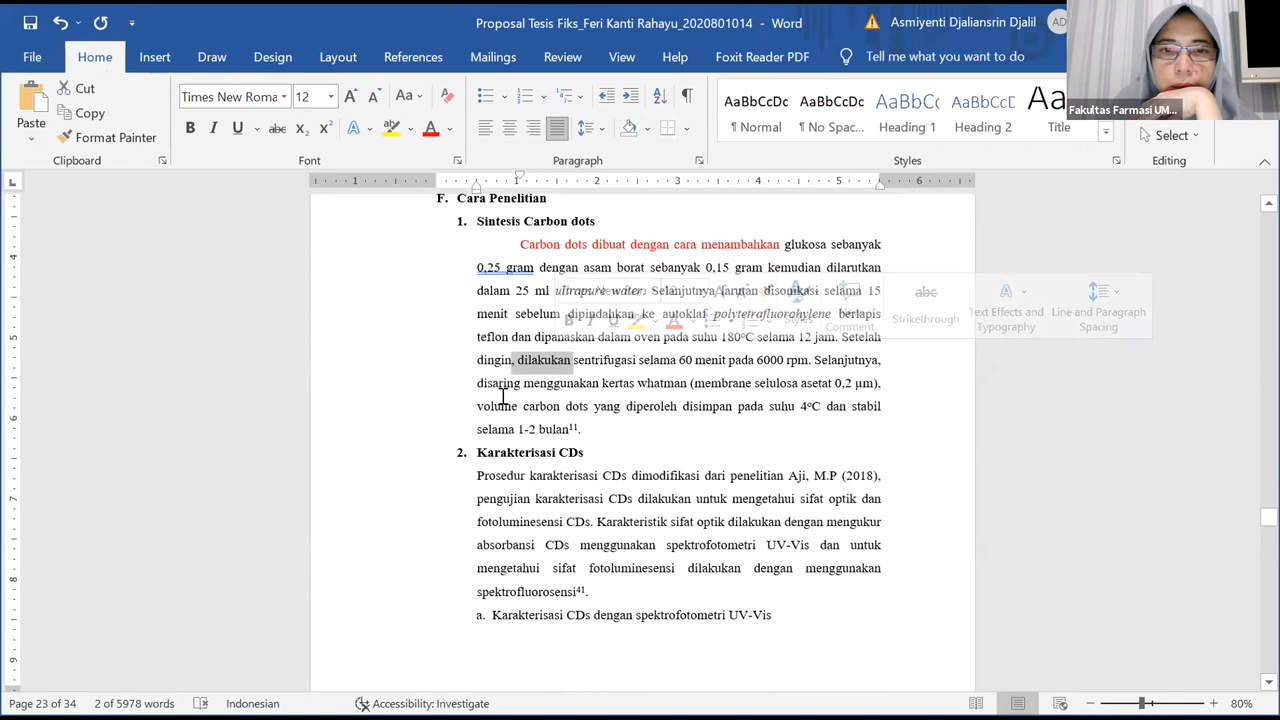 Proposal Tesis Fiks_Feri Kanti Rahayu_2020801014 - Word
Asmiyenti Djaliansrin Djalil
AD
File Home Insert Draw Design Layout References Mailings Review View Help Foxit Reader PDF Tell me what you want to do
Fakultas Farmasi UM...
Paste
Cut
Copy
Format Painter
Clipboard
Times New Roma 12
Font
Paragraph
AaBbCcDc AaBbCcDc AaBbCc AaBbCcD
¶ Normal ¶ No Spac... Heading 1 Heading 2 Title
Styles
Select
Editing
F. Cara Penelitian
1. Sintesis Carbon dots
Carbon dots dibuat dengan cara menambahkan glukosa sebanyak
0,25 gram dengan asam borat sebanyak 0,15 gram kemudian dilarutkan
dalam 25 ml ultrapure water. Selanjutnya larutan disonikasi selama 15
menit sebelum dipindahkan ke autoklaf polytetrafluorohylene berlapis
teflon dan dipanaskan dalam oven pada suhu 180ᵒC selama 12 jam. Setelah
dingin, dilakukan sentrifugasi selama 60 menit pada 6000 rpm. Selanjutnya,
disaring menggunakan kertas whatman (membrane selulosa asetat 0,2 µm),
volume carbon dots yang diperoleh disimpan pada suhu 4ᵒC dan stabil
selama 1-2 bulan¹¹.
Styles
Comment
Strikethrough
Text Effects and Typography
Line and Paragraph Spacing
2. Karakterisasi CDs
Prosedur karakterisasi CDs dimodifikasi dari penelitian Aji, M.P (2018),
pengujian karakterisasi CDs dilakukan untuk mengetahui sifat optik dan
fotoluminesensi CDs. Karakteristik sifat optik dilakukan dengan mengukur
absorbansi CDs menggunakan spektrofotometri UV-Vis dan untuk
mengetahui sifat fotoluminesensi dilakukan dengan menggunakan
spektrofluorosensi⁴¹.
a. Karakterisasi CDs dengan spektrofotometri UV-Vis
Page 23 of 34 2 of 5978 words Indonesian Accessibility: Investigate 80%